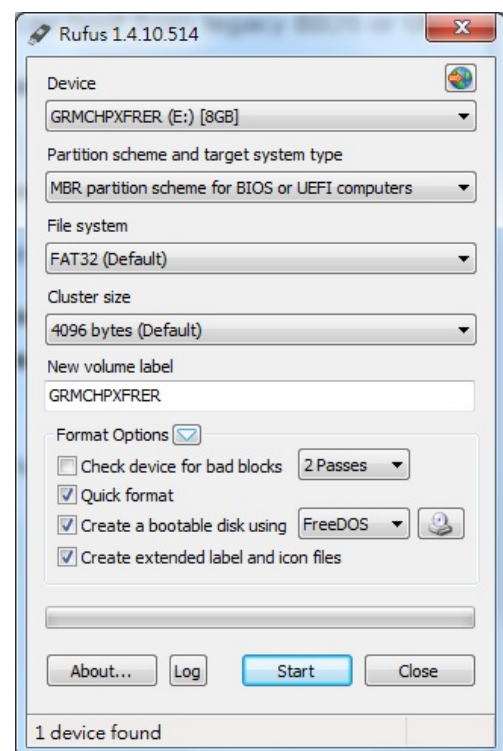 Rufus 1.4.10.514
Device
GRMCHPXFRER (E:) [8GB]
Partition scheme and target system type
MBR partition scheme for BIOS or UEFI computers
File system
FAT32 (Default)
Cluster size
4096 bytes (Default)
New volume label
GRMCHPXFRER
Format Options
Check device for bad blocks 2 Passes
Quick format
Create a bootable disk using FreeDOS
Create extended label and icon files
About... Log Start Close
1 device found